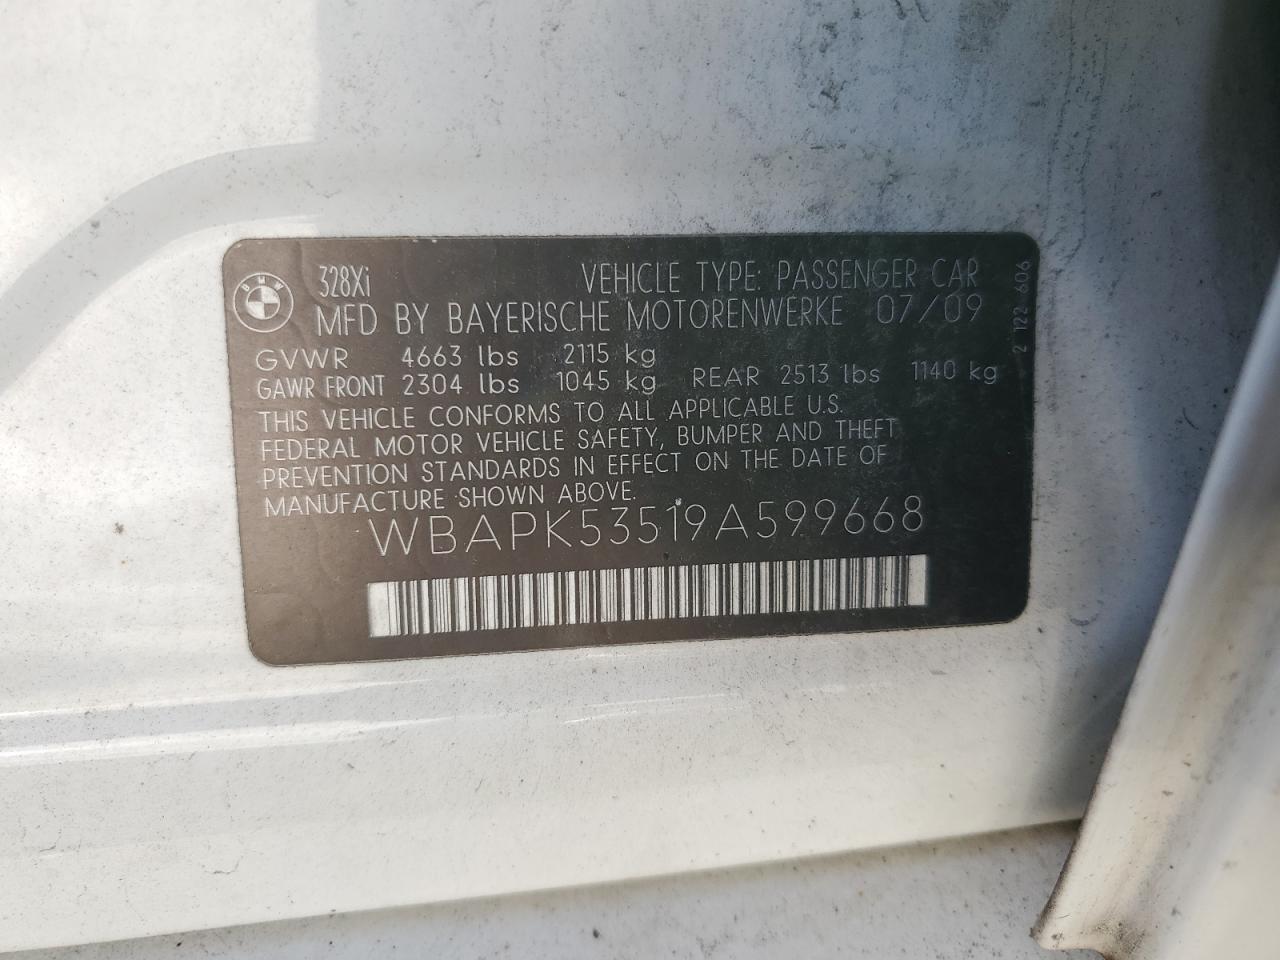 BMW
328Xi VEHICLE TYPE: PASSENGER CAR
MFD BY BAYERISCHE MOTORENWERKE 07/09
GVWR 4663 lbs 2115 kg
GAWR FRONT 2304 lbs 1045 kg REAR 2513 lbs 1140 kg
THIS VEHICLE CONFORMS TO ALL APPLICABLE U.S.
FEDERAL MOTOR VEHICLE SAFETY, BUMPER AND THEFT
PREVENTION STANDARDS IN EFFECT ON THE DATE OF
MANUFACTURE SHOWN ABOVE.
WBAPK53519A599668
2 122 606